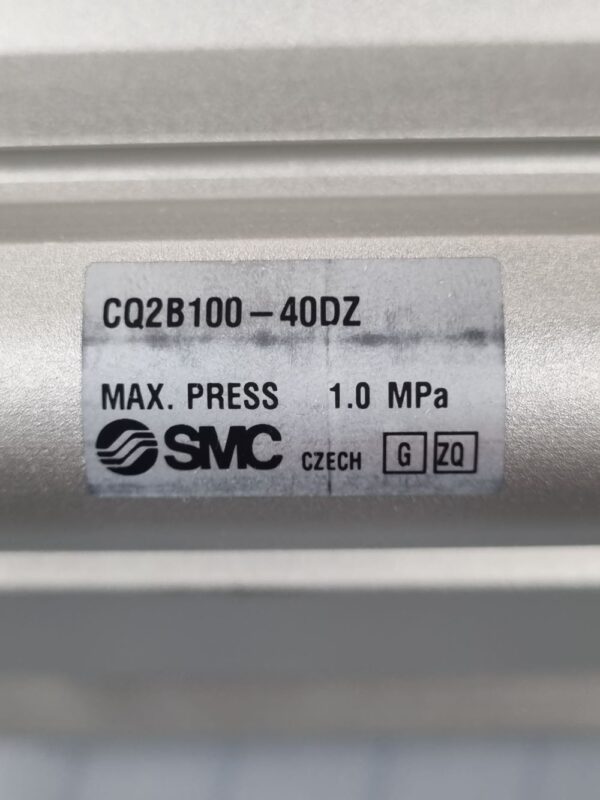 CQ2B100-40DZ
MAX. PRESS 1.0 MPa
SMC CZECH G ZQ